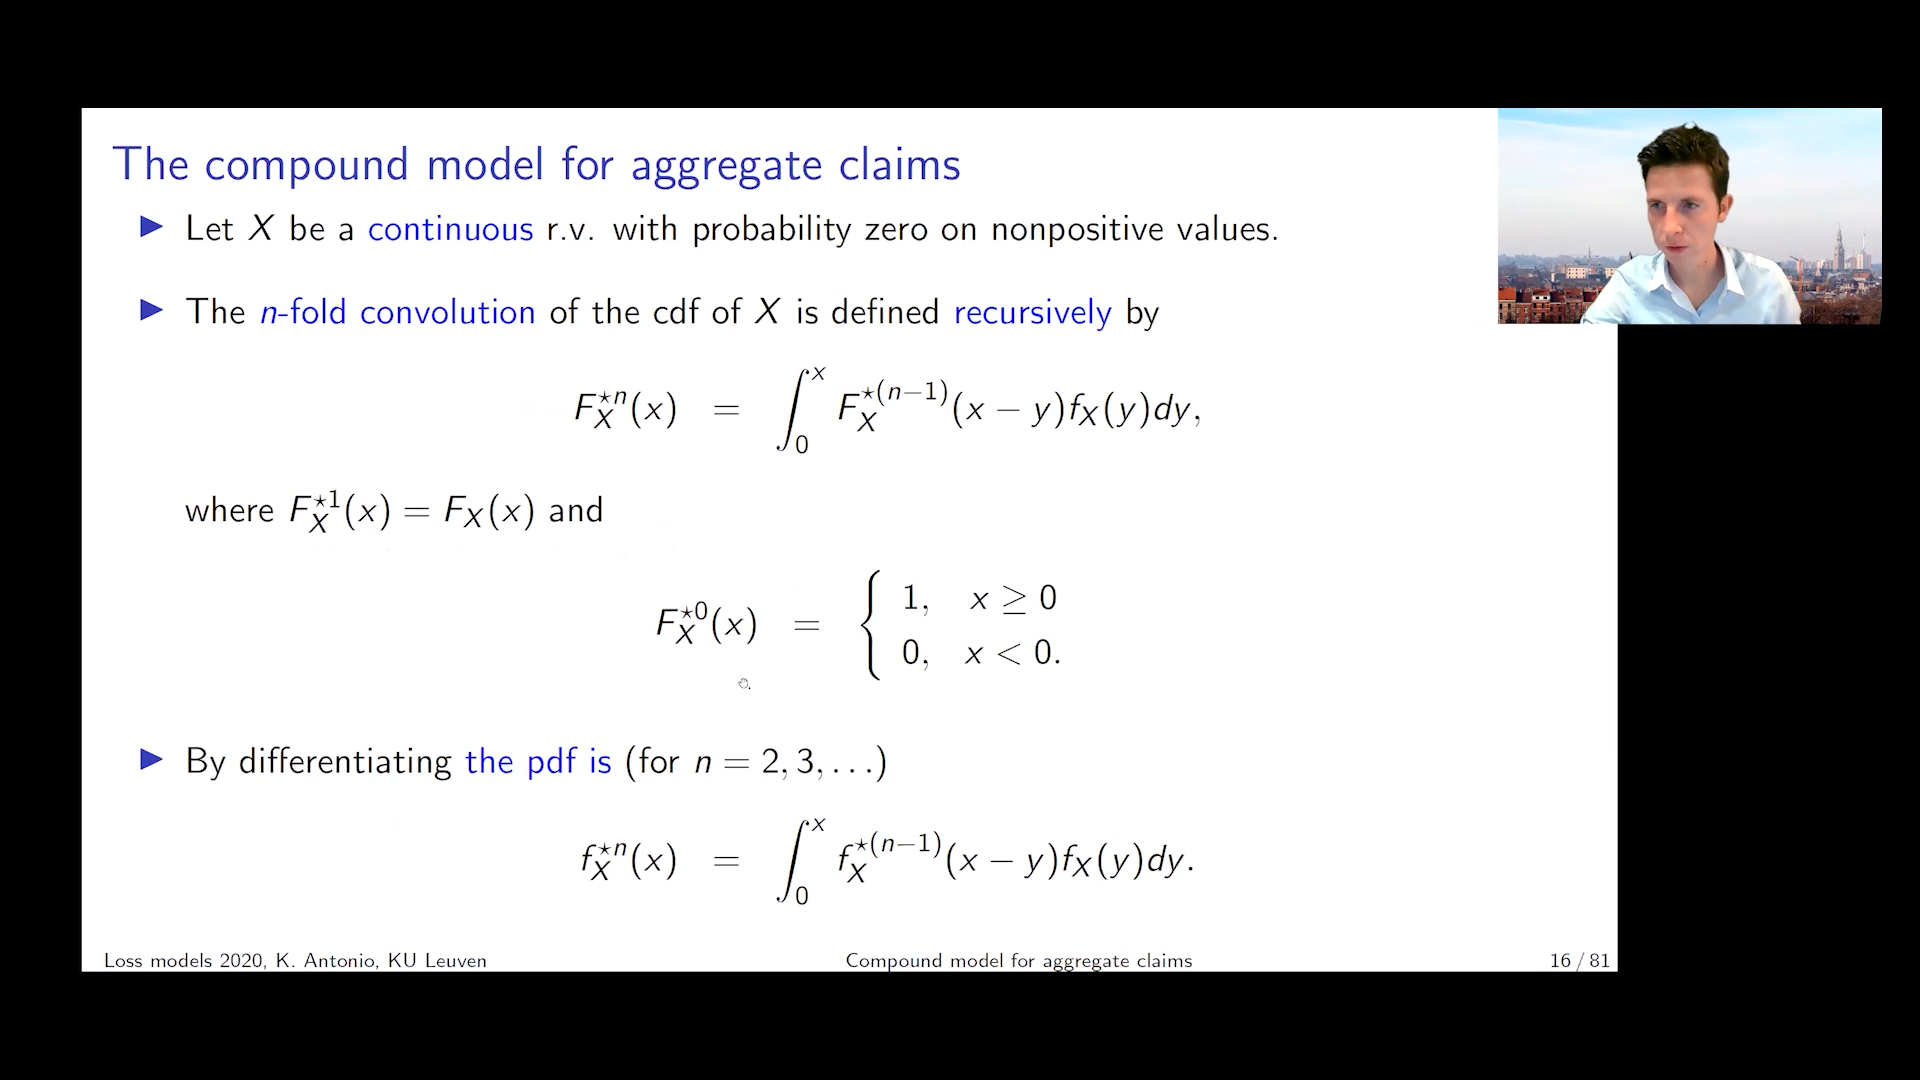 The compound model for aggregate claims
▶ Let X be a continuous r.v. with probability zero on nonpositive values.
▶ The n-fold convolution of the cdf of X is defined recursively by
F_X^{⋆n}(x) = ∫_0^x F_X^{⋆(n−1)}(x − y)f_X(y)dy,
where F_X^{⋆1}(x) = F_X(x) and
F_X^{⋆0}(x) = { 1, x ≥ 0
0, x < 0.
▶ By differentiating the pdf is (for n = 2, 3, . . .)
f_X^{⋆n}(x) = ∫_0^x f_X^{⋆(n−1)}(x − y)f_X(y)dy.
Loss models 2020, K. Antonio, KU Leuven Compound model for aggregate claims 16 / 81